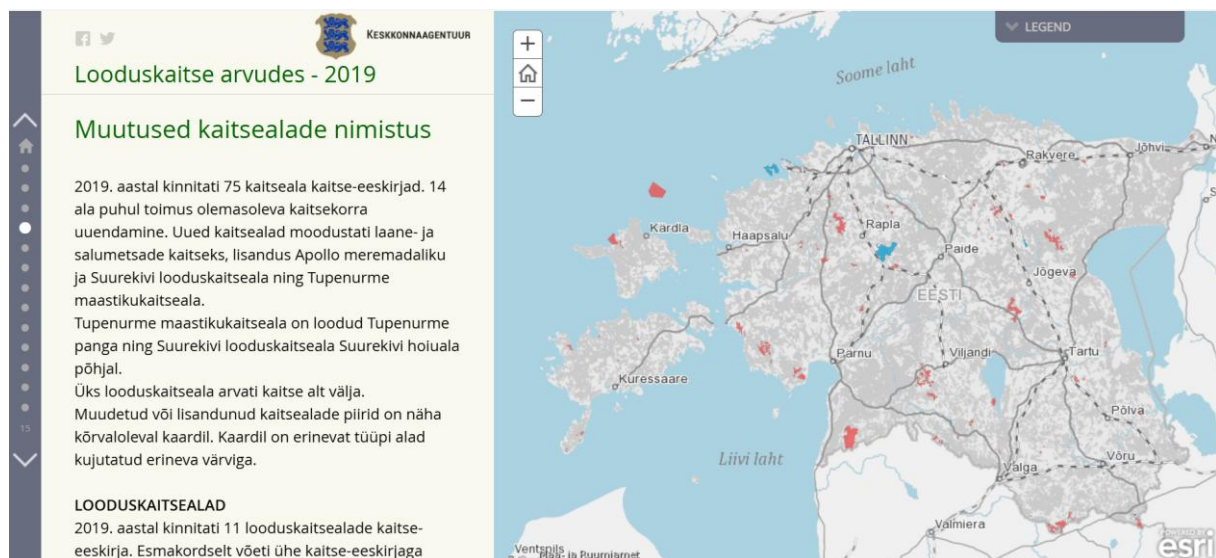 KESKKONNAAGENTUUR
Looduskaitse arvudes - 2019
Muutused kaitsealade nimistus
2019. aastal kinnitati 75 kaitseala kaitse-eeskirjad. 14
ala puhul toimus olemasoleva kaitsekorra
uuendamine. Uued kaitsealad moodustati laane- ja
salumetsade kaitseks, lisandus Apollo meremadaliku
ja Suurekivi looduskaitseala ning Tupenurme
maastikukaitseala.
Tupenurme maastikukaitseala on loodud Tupenurme
panga ning Suurekivi looduskaitseala Suurekivi hoiuala
põhjal.
Üks looduskaitseala arvati kaitse alt välja.
Muudetud või lisandunud kaitsealade piirid on näha
kõrvaloleval kaardil. Kaardil on erinevat tüüpi alad
kujutatud erineva värviga.
LOODUSKAITSEALAD
2019. aastal kinnitati 11 looduskaitsealade kaitse-
eeskirja. Esmakordselt võeti ühe kaitse-eeskirjaga
15
LEGEND
Soome laht
TALLINN
Rakvere
Jõhvi
N
S
Kärdla
Haapsalu
Rapla
Paide
Jõgeva
EESTI
Kuressaare
Pärnu
Viljandi
Tartu
Põlva
Liivi laht
Valga
Võru
Valmiera
Ventspils
POWERED BY
esri